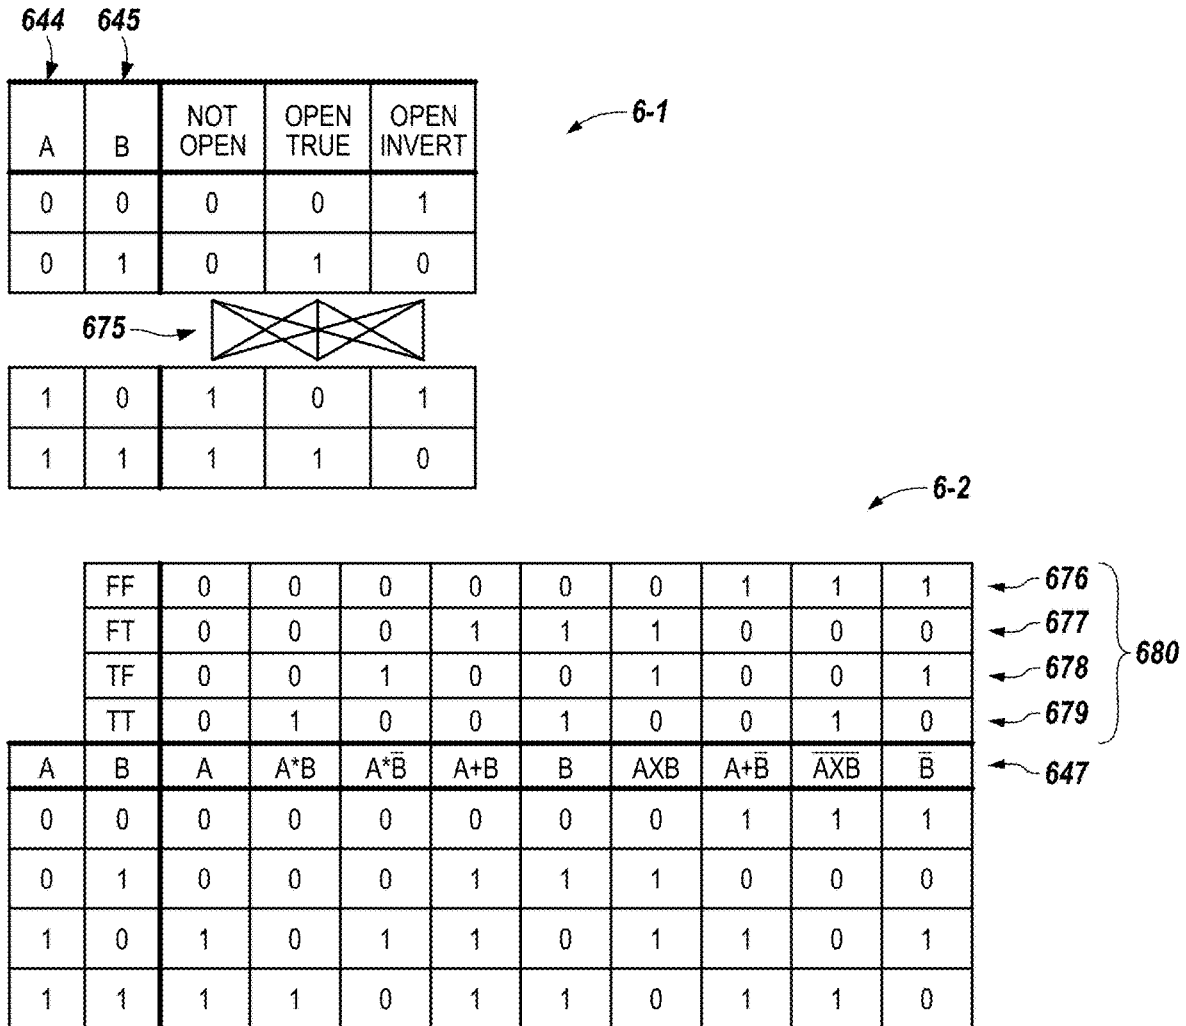 644 645
A B NOT OPEN OPEN TRUE OPEN INVERT
6-1
0 0 0 0 1
0 1 0 1 0
675
1 0 1 0 1
1 1 1 1 0
6-2
FF 0 0 0 0 0 0 1 1 1 676
FT 0 0 0 1 1 1 0 0 0 677
TF 0 0 1 0 0 1 0 0 1 678
TT 0 1 0 0 1 0 0 1 0 679
680
A B A A*B A*B̅ A+B B AXB A+B̅ A̅X̅B̅ B̅ 647
0 0 0 0 0 0 0 0 1 1 1
0 1 0 0 0 1 1 1 0 0 0
1 0 1 0 1 1 0 1 1 0 1
1 1 1 1 0 1 1 0 1 1 0